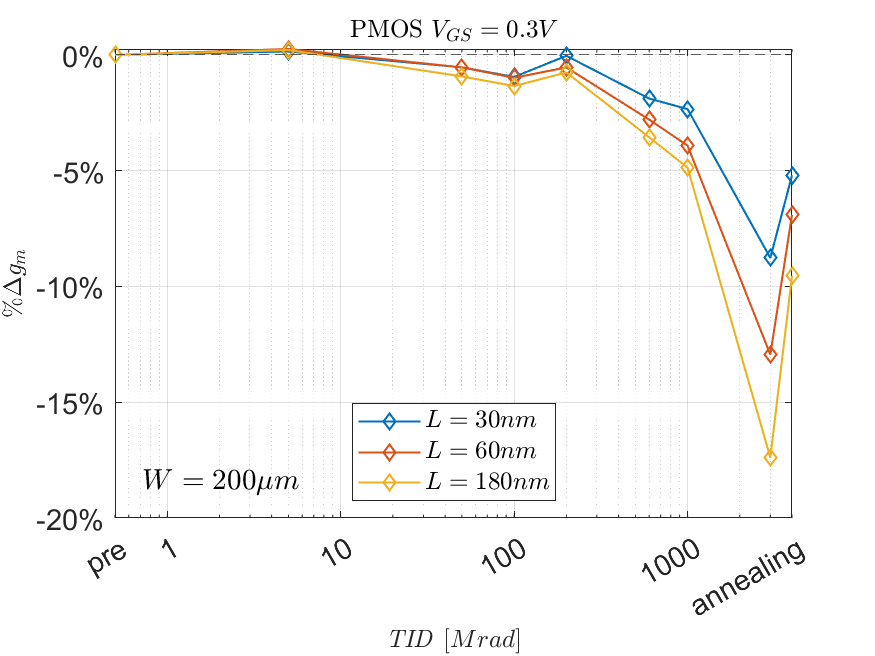 PMOS V_GS = 0.3V
0%
-5%
-10%
-15%
-20%
%Δg_m
L = 30nm
L = 60nm
L = 180nm
W = 200μm
pre 1 10 100 1000 annealing
TID [Mrad]